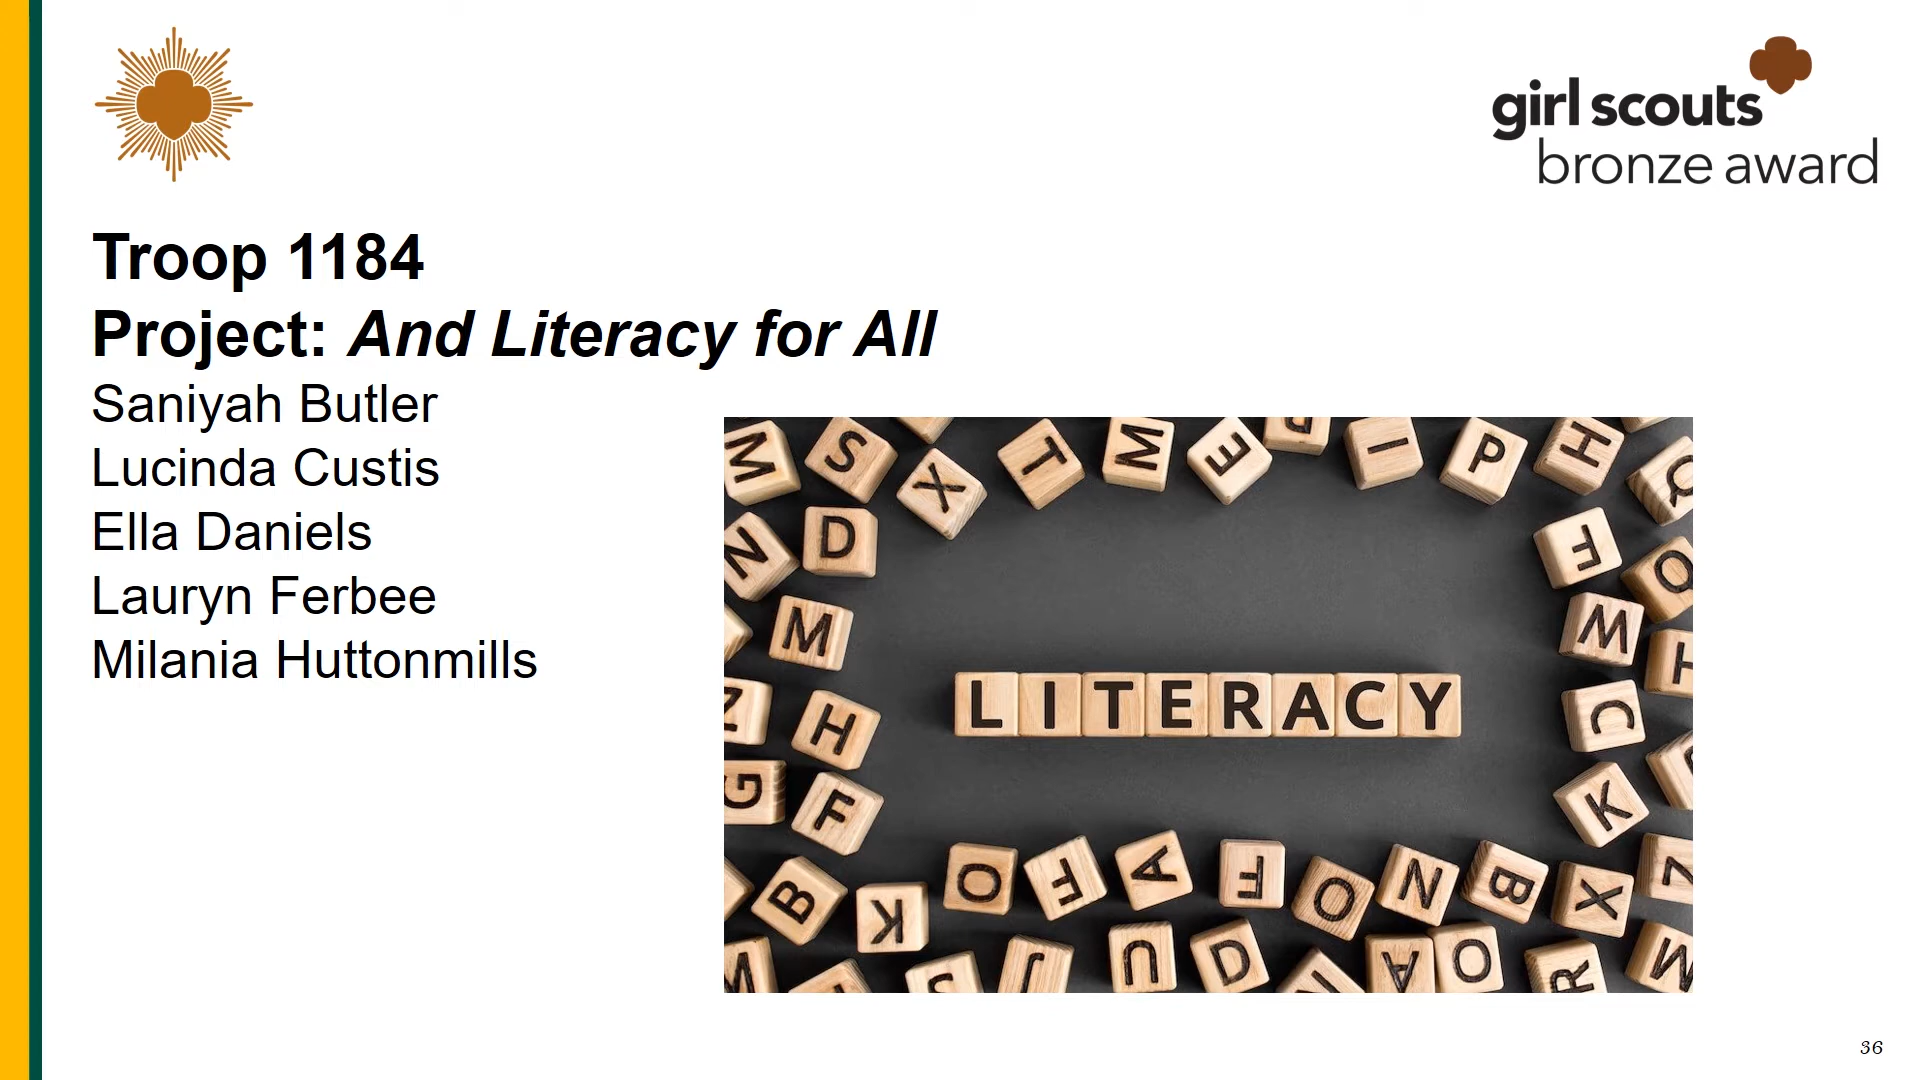 girl scouts
bronze award
Troop 1184
Project: And Literacy for All
Saniyah Butler
Lucinda Custis
Ella Daniels
Lauryn Ferbee
Milania Huttonmills
M S X T M E I P H Q
N D F O
M W H
LITERACY
Z H C
G F K
B K O F A F O N B X Z
J U D A O R M
36